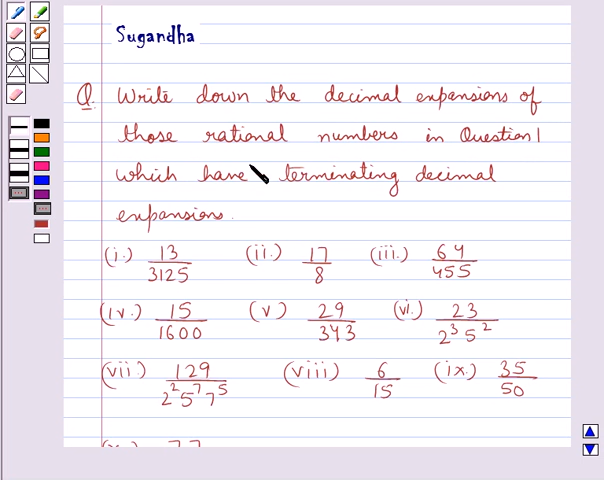 Sugandha
Q. Write down the decimal expansions of
those rational numbers in Question 1
which have terminating decimal
expansions.
(i.) 13/3125 (ii.) 17/8 (iii.) 64/455
(iv.) 15/1600 (v) 29/343 (vi.) 23/2³5²
(vii.) 129/2²5⁷7⁵ (viii) 6/15 (ix.) 35/50